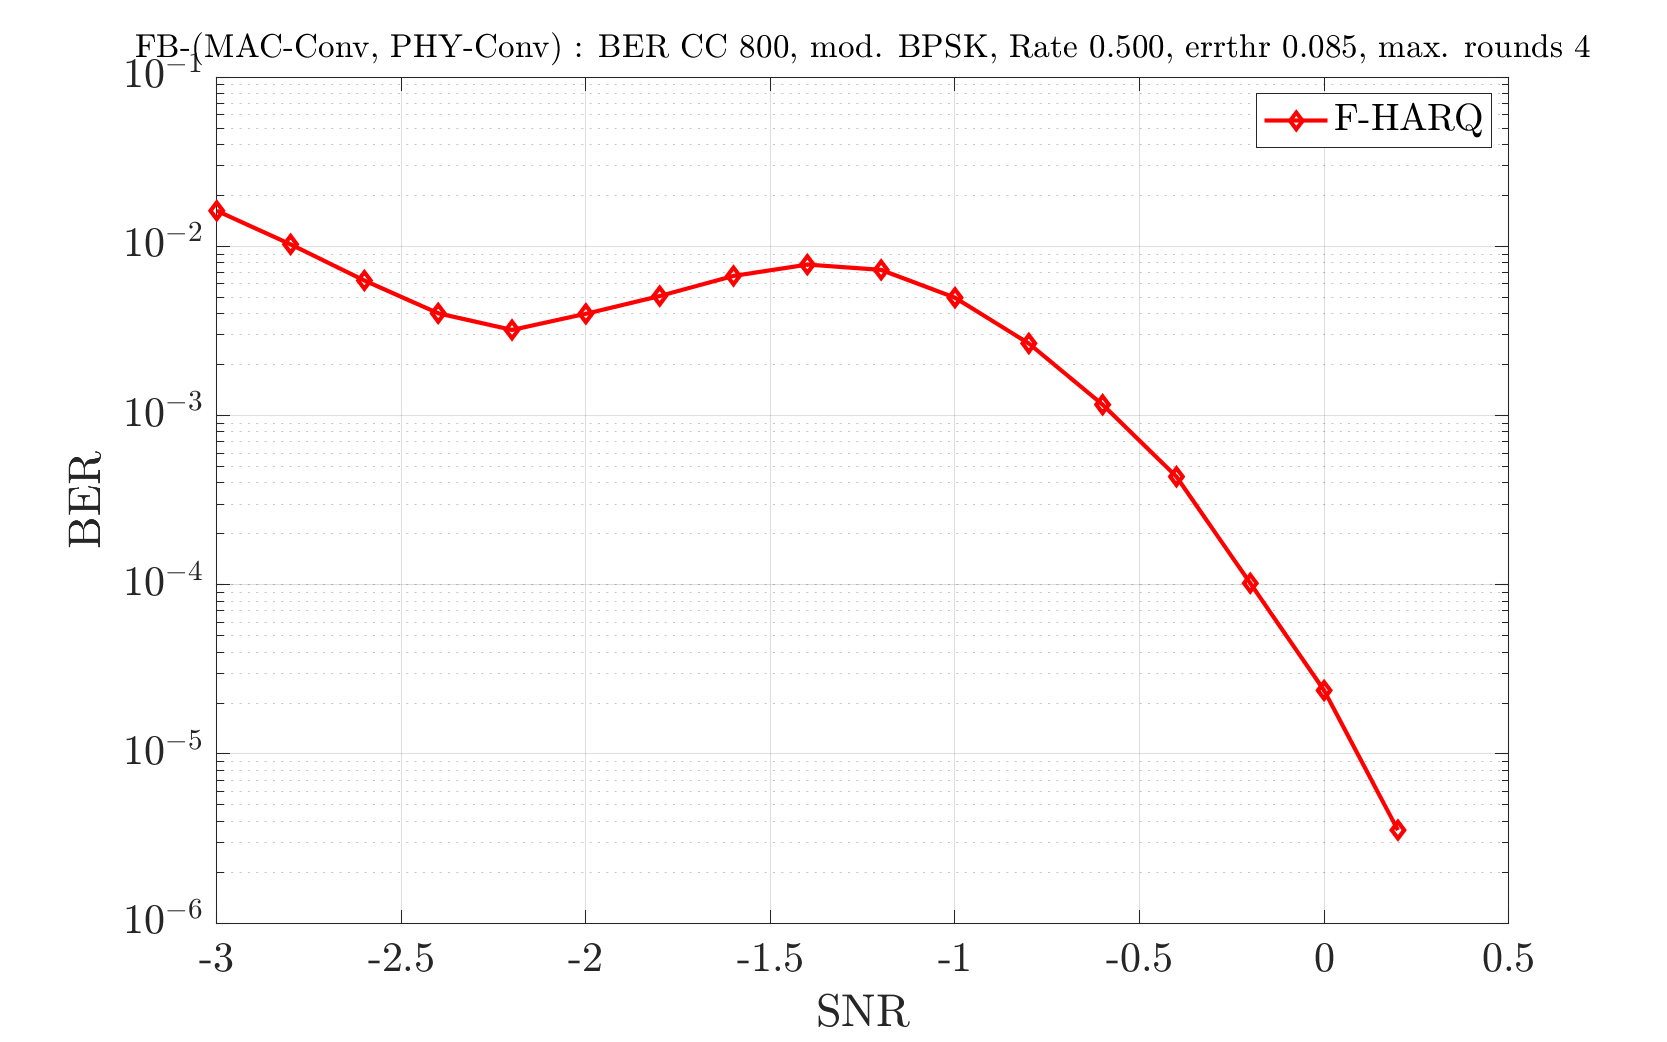 FB-(MAC-Conv, PHY-Conv) : BER CC 800, mod. BPSK, Rate 0.500, errthr 0.085, max. rounds 4
10^{-1}
F-HARQ
10^{-2}
10^{-3}
BER
10^{-4}
10^{-5}
10^{-6}
-3 -2.5 -2 -1.5 -1 -0.5 0 0.5
SNR